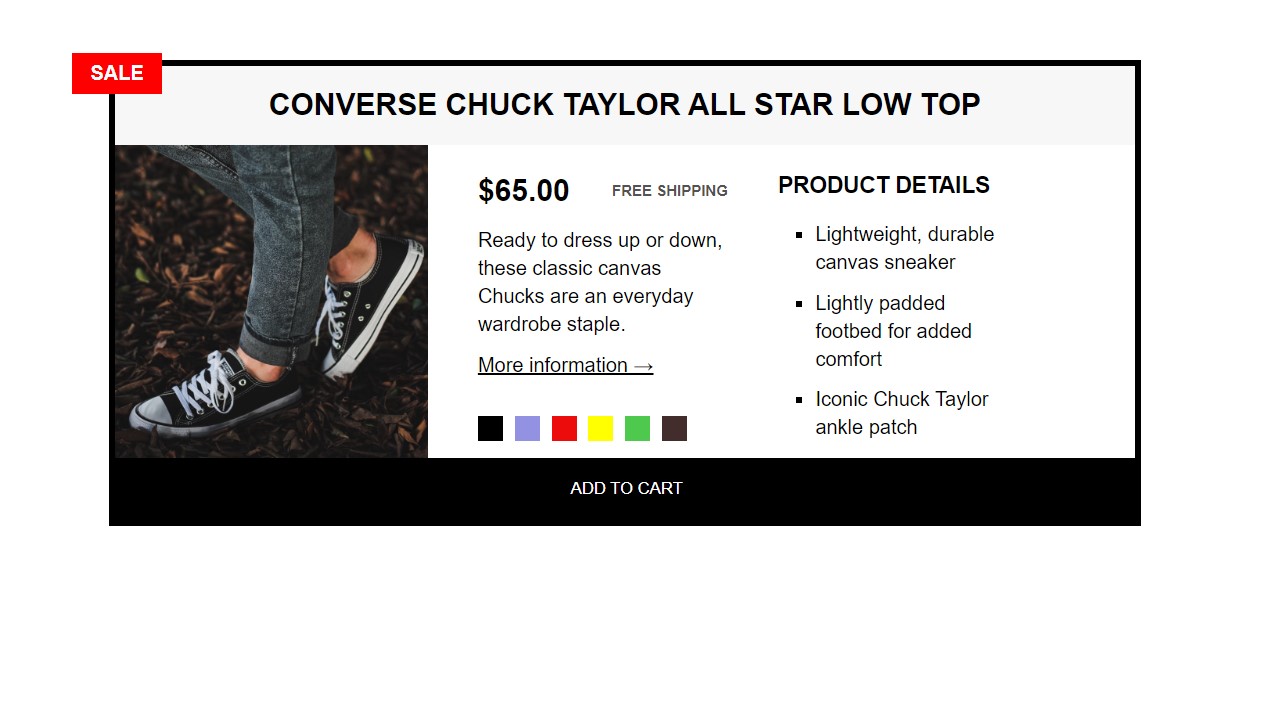 SALE
CONVERSE CHUCK TAYLOR ALL STAR LOW TOP
$65.00 FREE SHIPPING
Ready to dress up or down,
these classic canvas
Chucks are an everyday
wardrobe staple.
More information →
PRODUCT DETAILS
Lightweight, durable
canvas sneaker
Lightly padded
footbed for added
comfort
Iconic Chuck Taylor
ankle patch
ADD TO CART